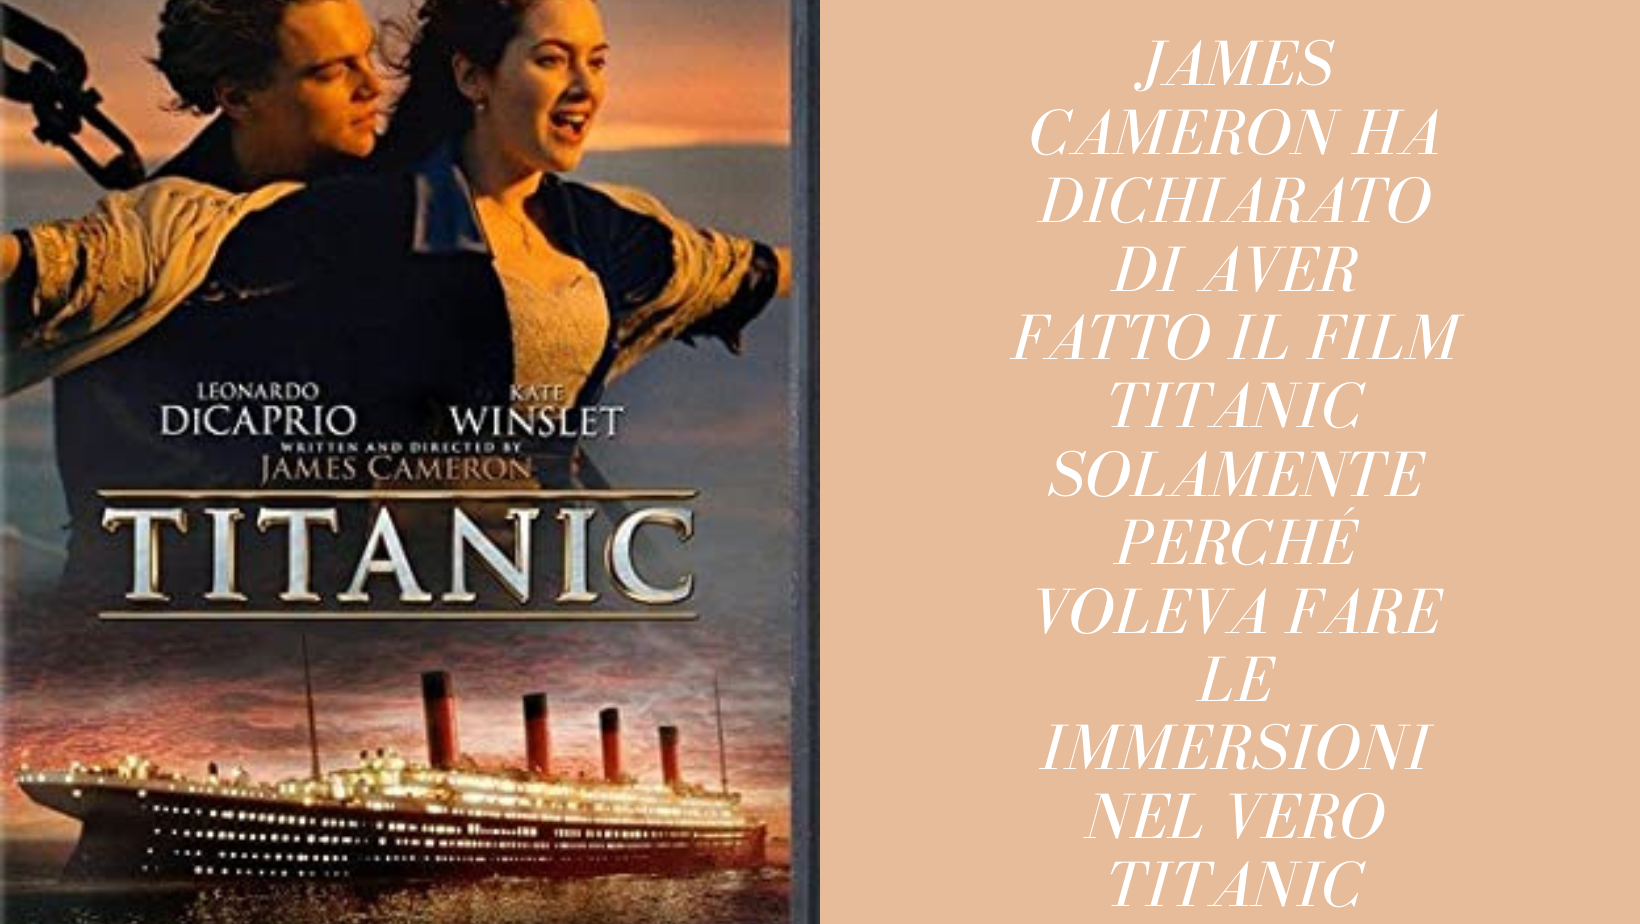 LEONARDO
DiCAPRIO
KATE
WINSLET
WRITTEN AND DIRECTED BY
JAMES CAMERON
TITANIC
JAMES
CAMERON HA
DICHIARATO
DI AVER
FATTO IL FILM
TITANIC
SOLAMENTE
PERCHÉ
VOLEVA FARE
LE
IMMERSIONI
NEL VERO
TITANIC